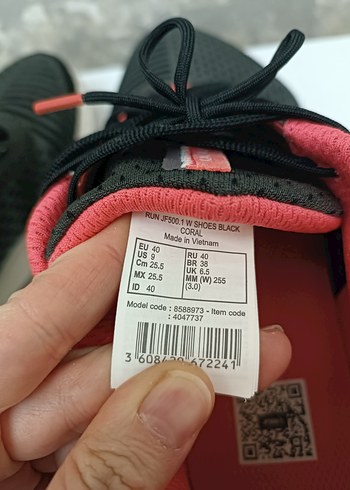 RUN JF500.1 W SHOES BLACK
CORAL
Made in Vietnam
EU 40 RU 40
US 9 BR 38
Cm 25.5 UK 6.5
MX 25.5 MM (W) 255
ID 40 (3.0)
Model code : 8588973 - Item code
: 4047737